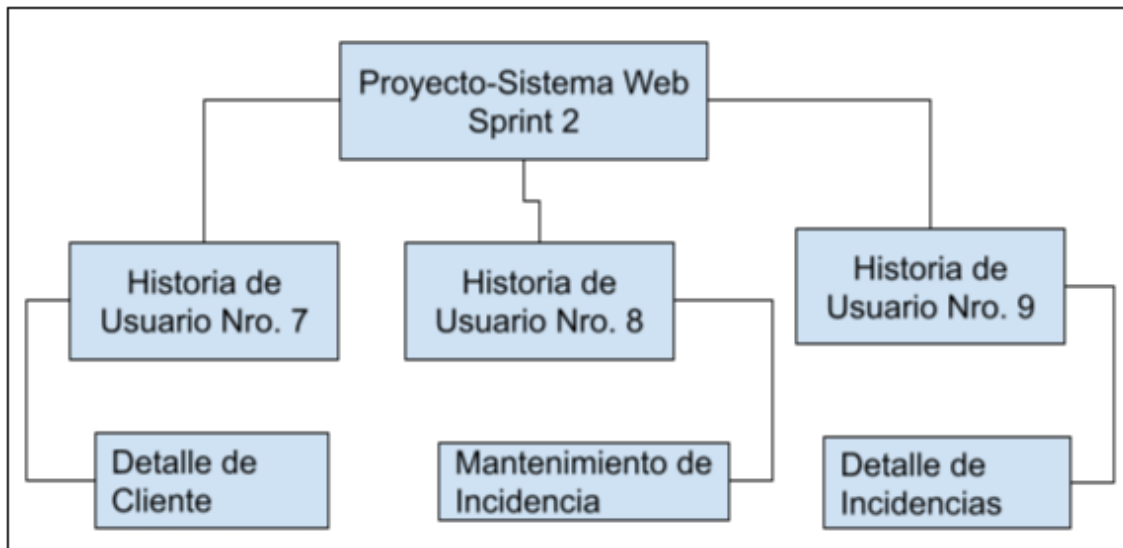 Proyecto-Sistema Web
Sprint 2
Historia de
Usuario Nro. 7
Historia de
Usuario Nro. 8
Historia de
Usuario Nro. 9
Detalle de
Cliente
Mantenimiento de
Incidencia
Detalle de
Incidencias